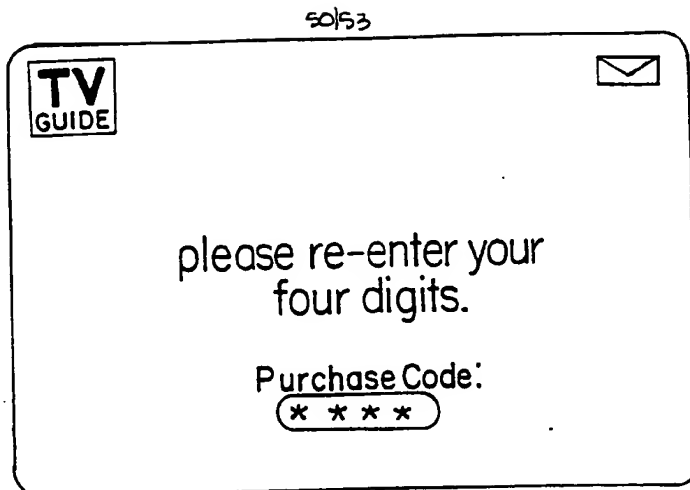 50/53
TV
GUIDE
please re-enter your
four digits.
Purchase Code:
* * * *